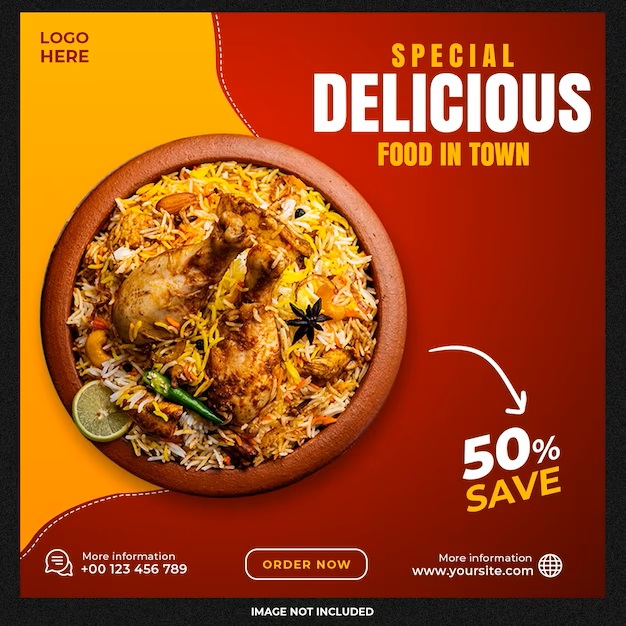 LOGO
HERE
SPECIAL
DELICIOUS
FOOD IN TOWN
50%
SAVE
More information
+00 123 456 789
ORDER NOW
More information
www.yoursite.com
IMAGE NOT INCLUDED